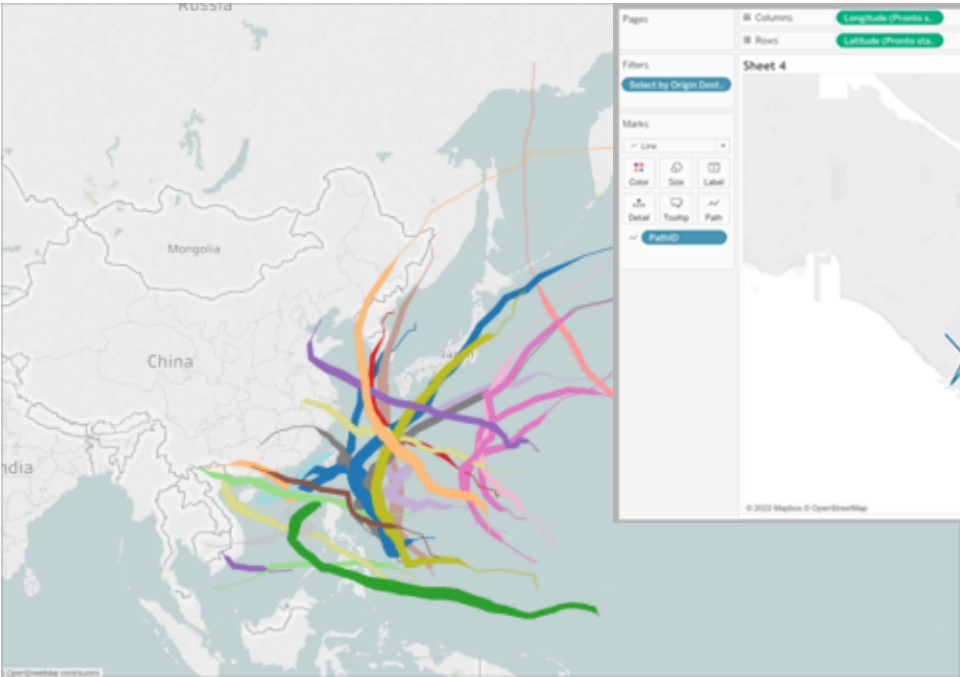 Russia
Mongolia
China
Japan
ndia
© OpenStreetMap contributors
Pages
Columns
Longitude (Pronto s..
Rows
Latitude (Pronto sta..
Filters
Select by Origin Dest..
Sheet 4
Marks
Line
Color
Size
Label
Detail
Tooltip
Path
PathID
© 2022 Mapbox © OpenStreetMap